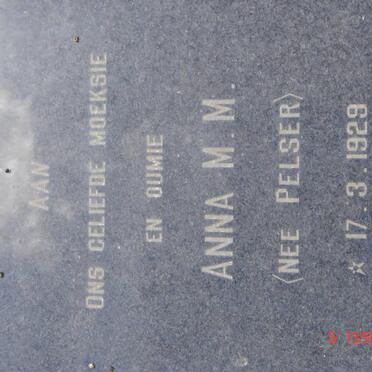 AAN
ONS GELIEFDE MOEKSIE
EN OUMIE
ANNA M. M.
(NEE PELSER)
☆ 17. 3. 1929